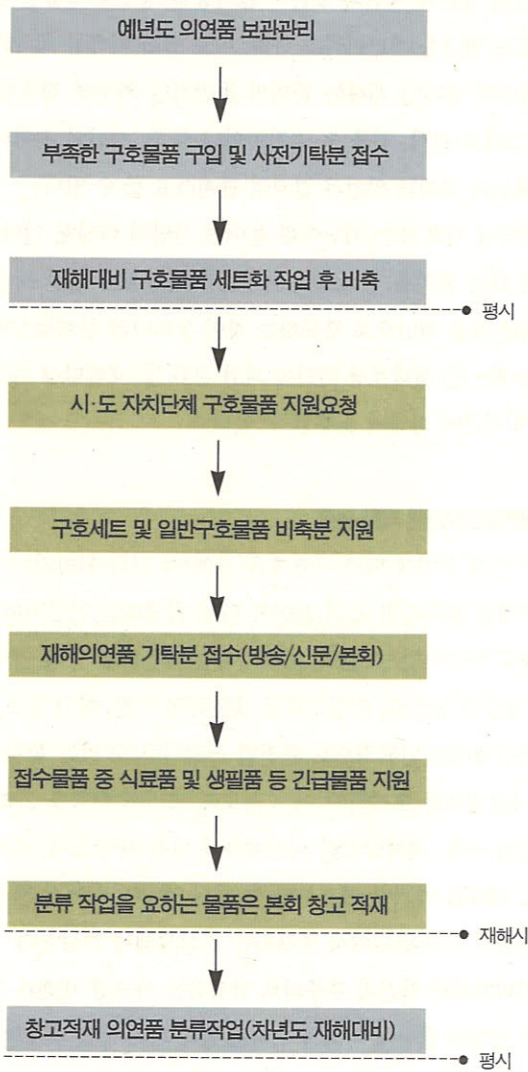 예년도 의연품 보관관리
부족한 구호물품 구입 및 사전기탁분 접수
재해대비 구호물품 세트화 작업 후 비축
평시
시·도 자치단체 구호물품 지원요청
구호세트 및 일반구호물품 비축분 지원
재해의연품 기탁분 접수(방송/신문/본회)
접수물품 중 식료품 및 생필품 등 긴급물품 지원
분류 작업을 요하는 물품은 본회 창고 적재
재해시
창고적재 의연품 분류작업(차년도 재해대비)
평시